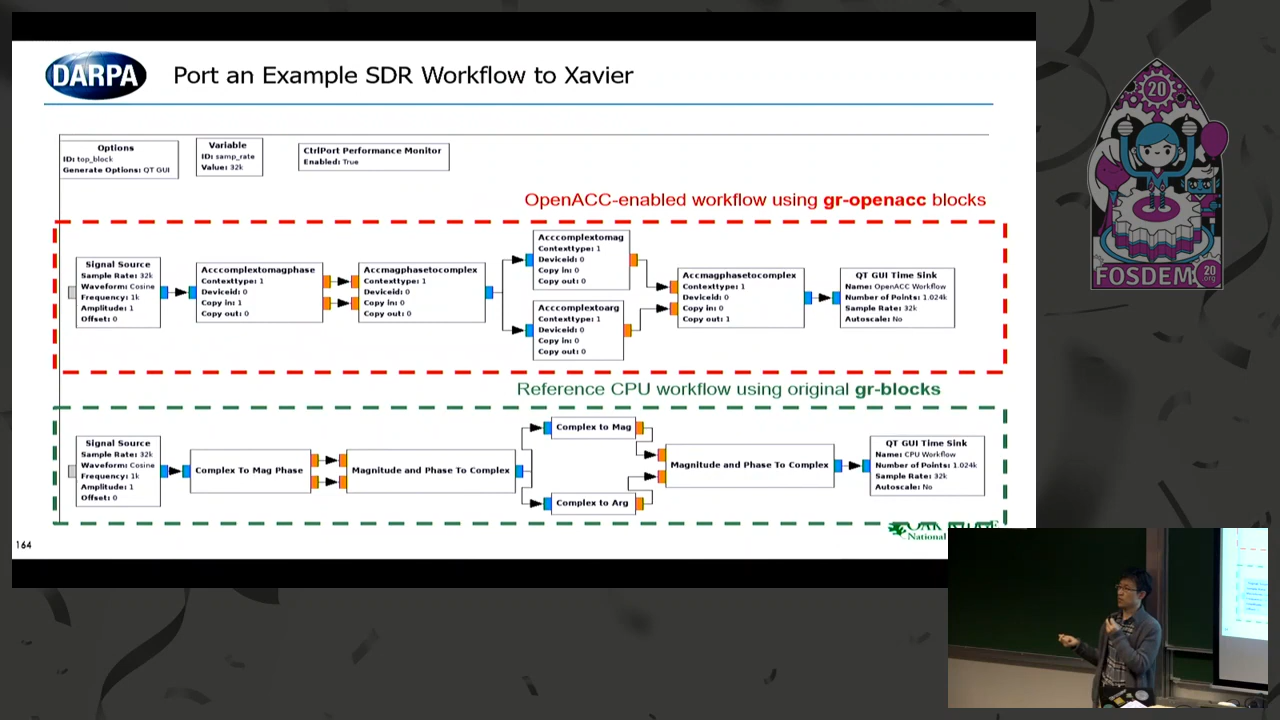 DARPA
Port an Example SDR Workflow to Xavier
Options
ID: top_block
Generate Options: QT GUI
Variable
ID: samp_rate
Value: 32k
CtrlPort Performance Monitor
Enabled: True
OpenACC-enabled workflow using gr-openacc blocks
Signal Source
Sample Rate: 32k
Waveform: Cosine
Frequency: 1k
Amplitude: 1
Offset: 0
Acccomplextomagphase
Contexttype: 1
Deviceid: 0
Copy in: 1
Copy out: 0
Accmagphasetocomplex
Contexttype: 1
Deviceid: 0
Copy in: 0
Copy out: 0
Acccomplextomag
Contexttype: 1
Deviceid: 0
Copy in: 0
Copy out: 0
Acccomplextoarg
Contexttype: 1
Deviceid: 0
Copy in: 0
Copy out: 0
Accmagphasetocomplex
Contexttype: 1
Deviceid: 0
Copy in: 0
Copy out: 1
QT GUI Time Sink
Name: OpenACC Workflow
Number of Points: 1.024k
Sample Rate: 32k
Autoscale: No
Reference CPU workflow using original gr-blocks
Signal Source
Sample Rate: 32k
Waveform: Cosine
Frequency: 1k
Amplitude: 1
Offset: 0
Complex To Mag Phase
Magnitude and Phase To Complex
Complex to Mag
Complex to Arg
Magnitude and Phase To Complex
QT GUI Time Sink
Name: CPU Workflow
Number of Points: 1.024k
Sample Rate: 32k
Autoscale: No
National
164
20
FOSDEM
20
.org